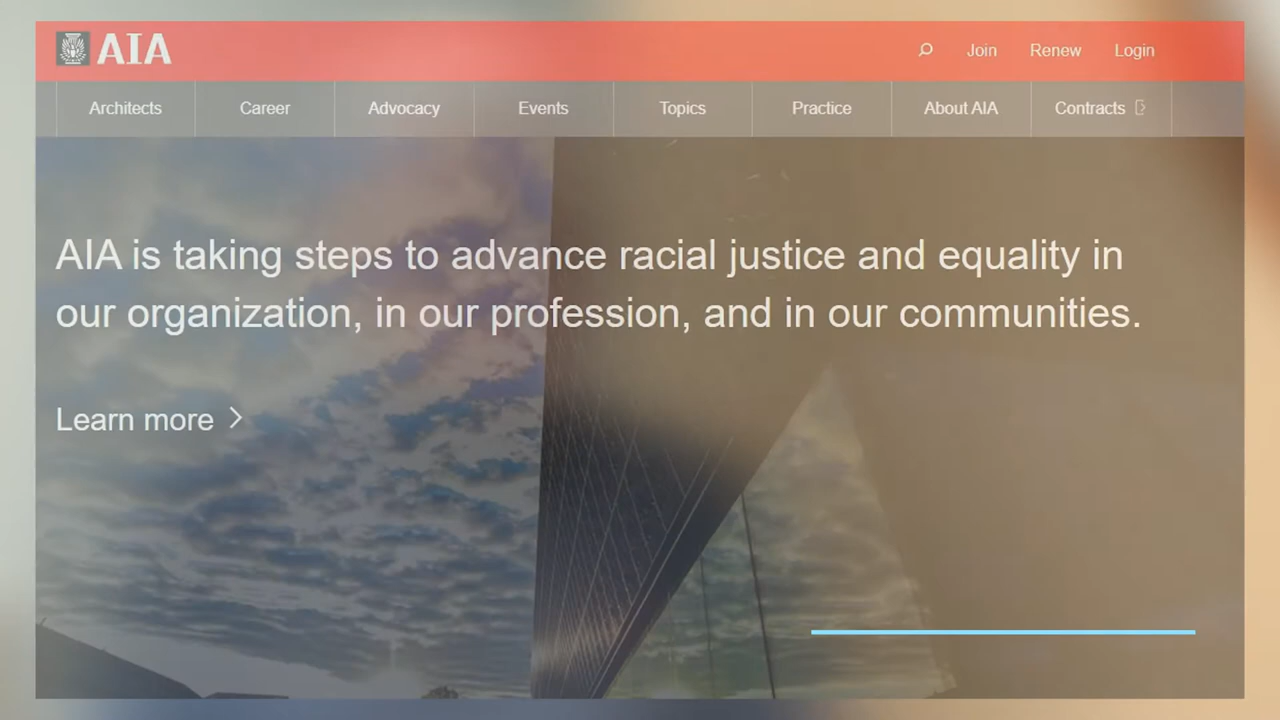 AIA
Join Renew Login
Architects Career Advocacy Events Topics Practice About AIA Contracts
AIA is taking steps to advance racial justice and equality in
our organization, in our profession, and in our communities.
Learn more